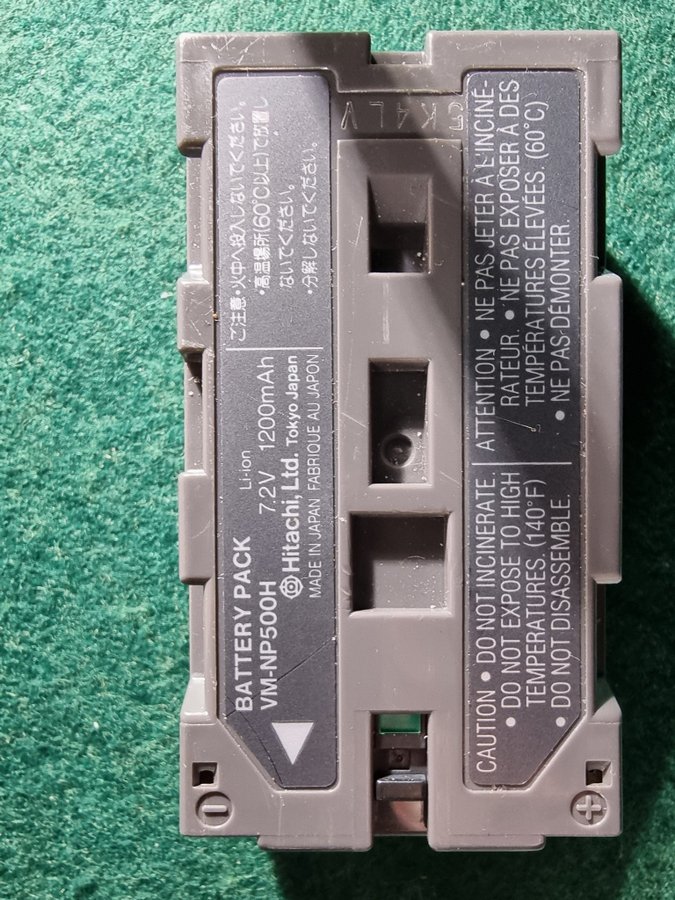 BATTERY PACK
VM-NP500H
Li-ion
7.2V 1200mAh
Hitachi, Ltd. Tokyo Japan
MADE IN JAPAN FABRIQUE AU JAPON
ご注意・火中へ投入しないでください。
・高温場所(60°C以上)で放置し
ないでください。
・分解しないでください。
CAUTION • DO NOT INCINERATE.
• DO NOT EXPOSE TO HIGH
TEMPERATURES. (140°F)
• DO NOT DISASSEMBLE.
ATTENTION • NE PAS JETER À L'INCINÉ-
RATEUR. • NE PAS EXPOSER À DES
TEMPÉRATURES ÉLEVÉES. (60°C)
• NE PAS DÉMONTER.